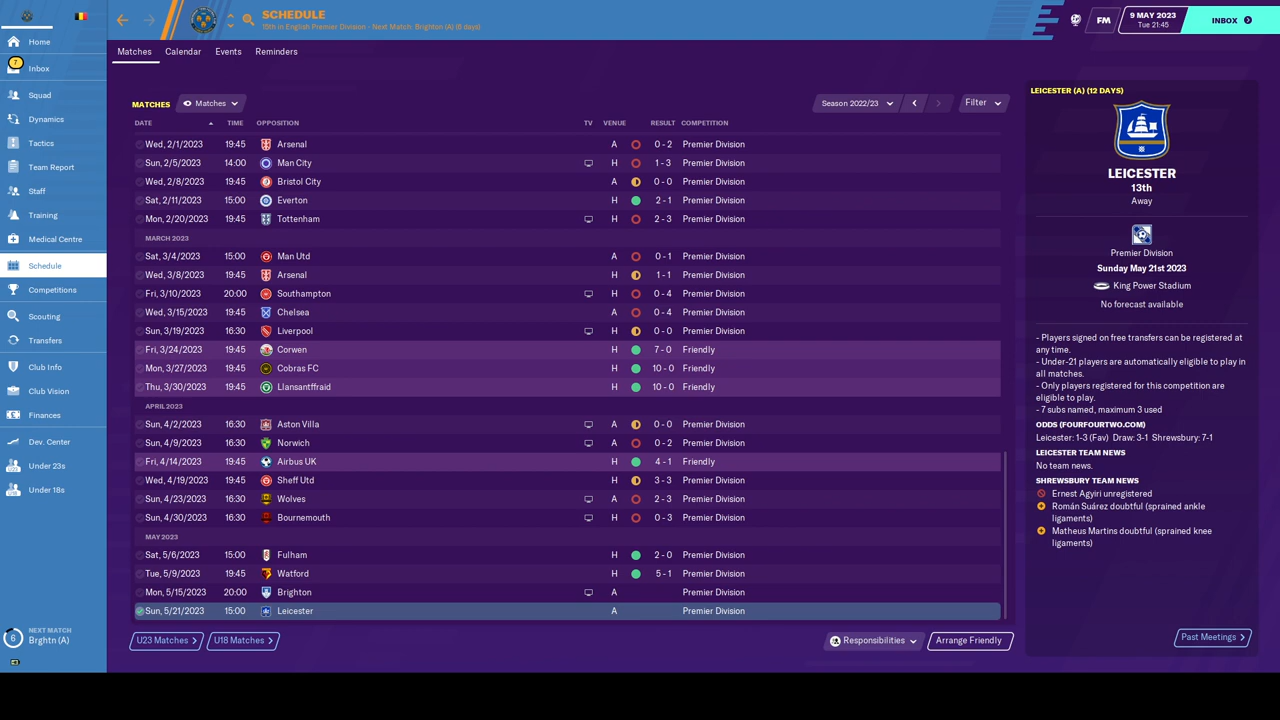 SCHEDULE
15th in English Premier Division - Next Match: Brighton (A) (6 days)
FM
9 MAY 2023
Tue 21:45
INBOX
Home
7
Inbox
Squad
Dynamics
Tactics
Team Report
Staff
Training
Medical Centre
Schedule
Competitions
Scouting
Transfers
Club Info
Club Vision
Finances
Dev. Center
Under 23s
Under 18s
6
NEXT MATCH
Brghtn (A)
Matches Calendar Events Reminders
MATCHES Matches Season 2022/23 Filter
DATE TIME OPPOSITION TV VENUE RESULT COMPETITION
Wed, 2/1/2023 19:45 Arsenal A 0 - 2 Premier Division
Sun, 2/5/2023 14:00 Man City H 1 - 3 Premier Division
Wed, 2/8/2023 19:45 Bristol City A 0 - 0 Premier Division
Sat, 2/11/2023 15:00 Everton H 2 - 1 Premier Division
Mon, 2/20/2023 19:45 Tottenham H 2 - 3 Premier Division
MARCH 2023
Sat, 3/4/2023 15:00 Man Utd A 0 - 1 Premier Division
Wed, 3/8/2023 19:45 Arsenal H 1 - 1 Premier Division
Fri, 3/10/2023 20:00 Southampton H 0 - 4 Premier Division
Wed, 3/15/2023 19:45 Chelsea A 0 - 4 Premier Division
Sun, 3/19/2023 16:30 Liverpool H 0 - 0 Premier Division
Fri, 3/24/2023 19:45 Corwen H 7 - 0 Friendly
Mon, 3/27/2023 19:45 Cobras FC H 10 - 0 Friendly
Thu, 3/30/2023 19:45 Llansantffraid H 10 - 0 Friendly
APRIL 2023
Sun, 4/2/2023 16:30 Aston Villa A 0 - 0 Premier Division
Sun, 4/9/2023 16:30 Norwich A 0 - 2 Premier Division
Fri, 4/14/2023 19:45 Airbus UK H 4 - 1 Friendly
Wed, 4/19/2023 19:45 Sheff Utd H 3 - 3 Premier Division
Sun, 4/23/2023 16:30 Wolves A 2 - 3 Premier Division
Sun, 4/30/2023 16:30 Bournemouth H 0 - 3 Premier Division
MAY 2023
Sat, 5/6/2023 15:00 Fulham H 2 - 0 Premier Division
Tue, 5/9/2023 19:45 Watford H 5 - 1 Premier Division
Mon, 5/15/2023 20:00 Brighton A Premier Division
Sun, 5/21/2023 15:00 Leicester A Premier Division
U23 Matches U18 Matches Responsibilities Arrange Friendly
LEICESTER (A) (12 DAYS)
LEICESTER
13th
Away
Premier Division
Sunday May 21st 2023
King Power Stadium
No forecast available
- Players signed on free transfers can be registered at
any time.
- Under-21 players are automatically eligible to play in
all matches.
- Only players registered for this competition are
eligible to play.
- 7 subs named, maximum 3 used
ODDS (FOURFOURTWO.COM)
Leicester: 1-3 (Fav) Draw: 3-1 Shrewsbury: 7-1
LEICESTER TEAM NEWS
No team news.
SHREWSBURY TEAM NEWS
Ernest Agyiri unregistered
Román Suárez doubtful (sprained ankle
ligaments)
Matheus Martins doubtful (sprained knee
ligaments)
Past Meetings